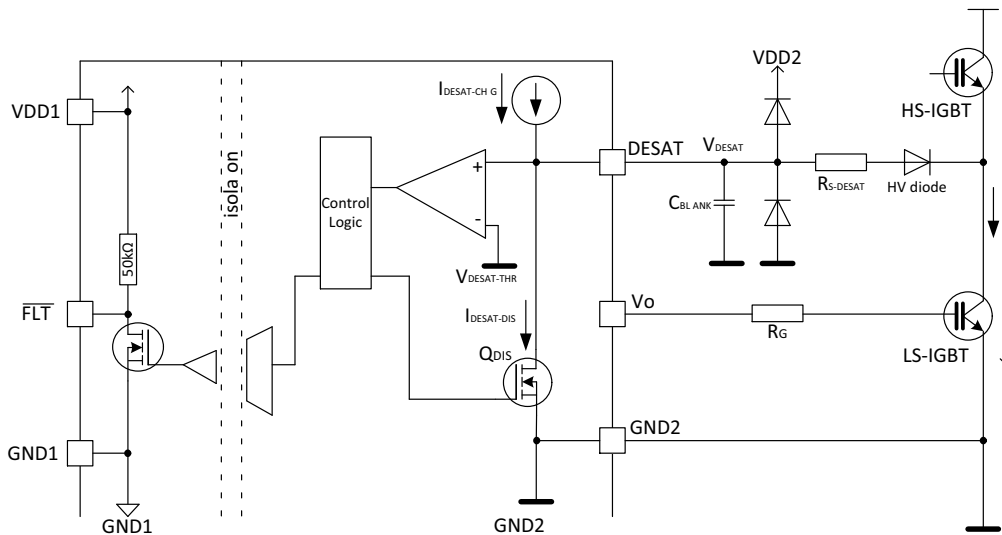 VDD1
50kΩ
FLT
GND1
GND1
isola on
Control
Logic
+
-
VDESAT-THR
IDESAT-CH G
IDESAT-DIS
QDIS
GND2
DESAT
VDESAT
VDD2
CBL ANK
RS-DESAT
HV diode
HS-IGBT
Vo
RG
LS-IGBT
GND2